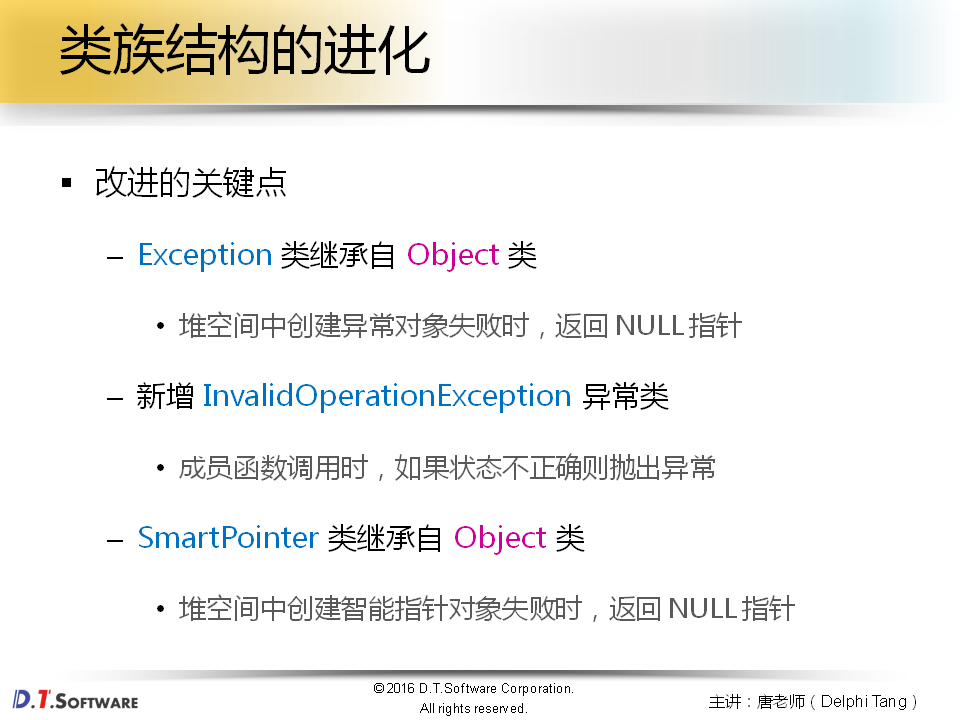 类族结构的进化
▪ 改进的关键点
– Exception 类继承自 Object 类
• 堆空间中创建异常对象失败时，返回 NULL 指针
– 新增 InvalidOperationException 异常类
• 成员函数调用时，如果状态不正确则抛出异常
– SmartPointer 类继承自 Object 类
• 堆空间中创建智能指针对象失败时，返回 NULL 指针
D.T.SOFTWARE
©2016 D.T.Software Corporation.
All rights reserved.
主讲：唐老师（Delphi Tang）